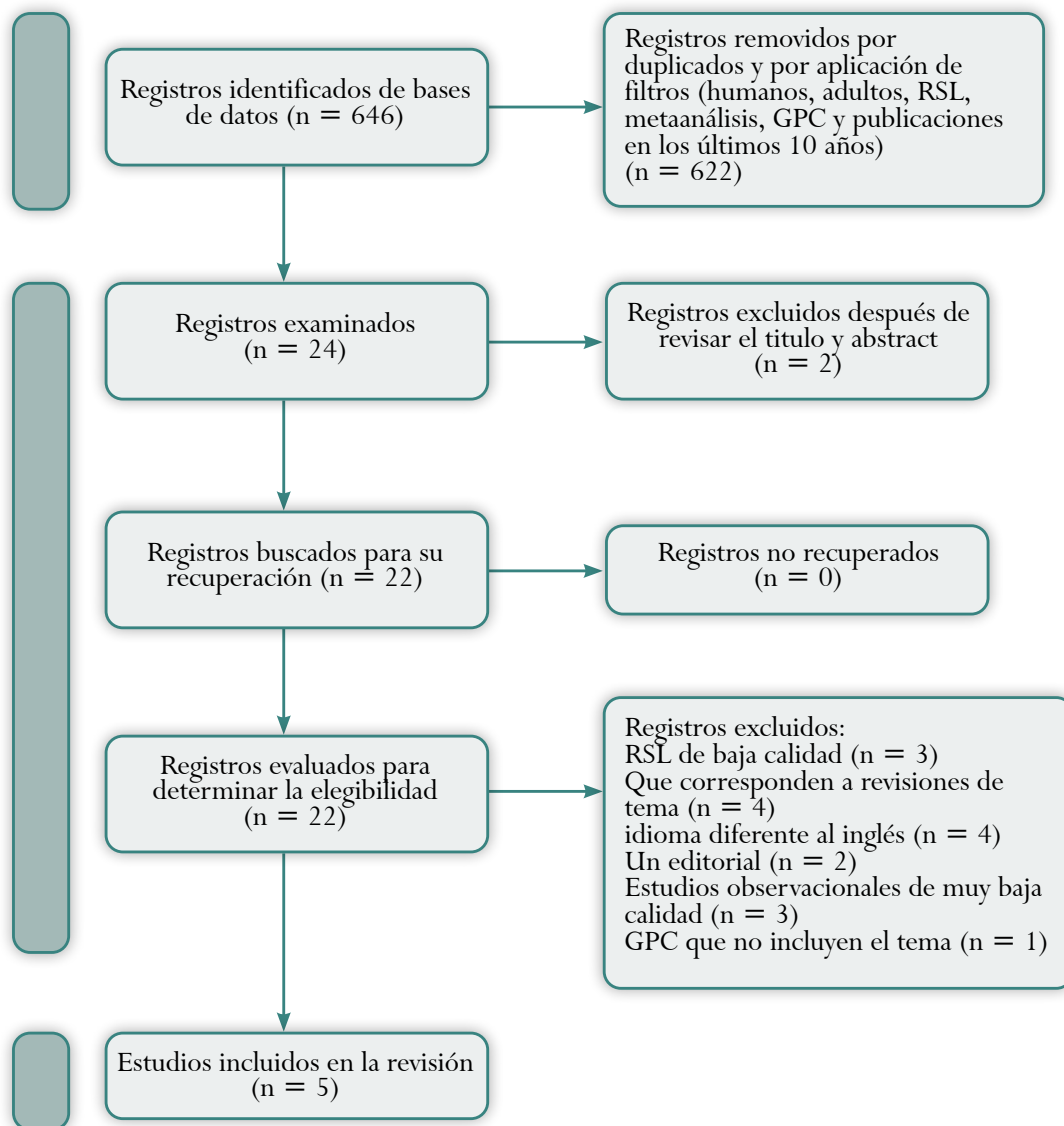 Registros identificados de bases
de datos (n = 646)
Registros removidos por
duplicados y por aplicación de
filtros (humanos, adultos, RSL,
metaanálisis, GPC y publicaciones
en los últimos 10 años)
(n = 622)
Registros examinados
(n = 24)
Registros excluidos después de
revisar el titulo y abstract
(n = 2)
Registros buscados para su
recuperación (n = 22)
Registros no recuperados
(n = 0)
Registros evaluados para
determinar la elegibilidad
(n = 22)
Registros excluidos:
RSL de baja calidad (n = 3)
Que corresponden a revisiones de
tema (n = 4)
idioma diferente al inglés (n = 4)
Un editorial (n = 2)
Estudios observacionales de muy baja
calidad (n = 3)
GPC que no incluyen el tema (n = 1)
Estudios incluidos en la revisión
(n = 5)